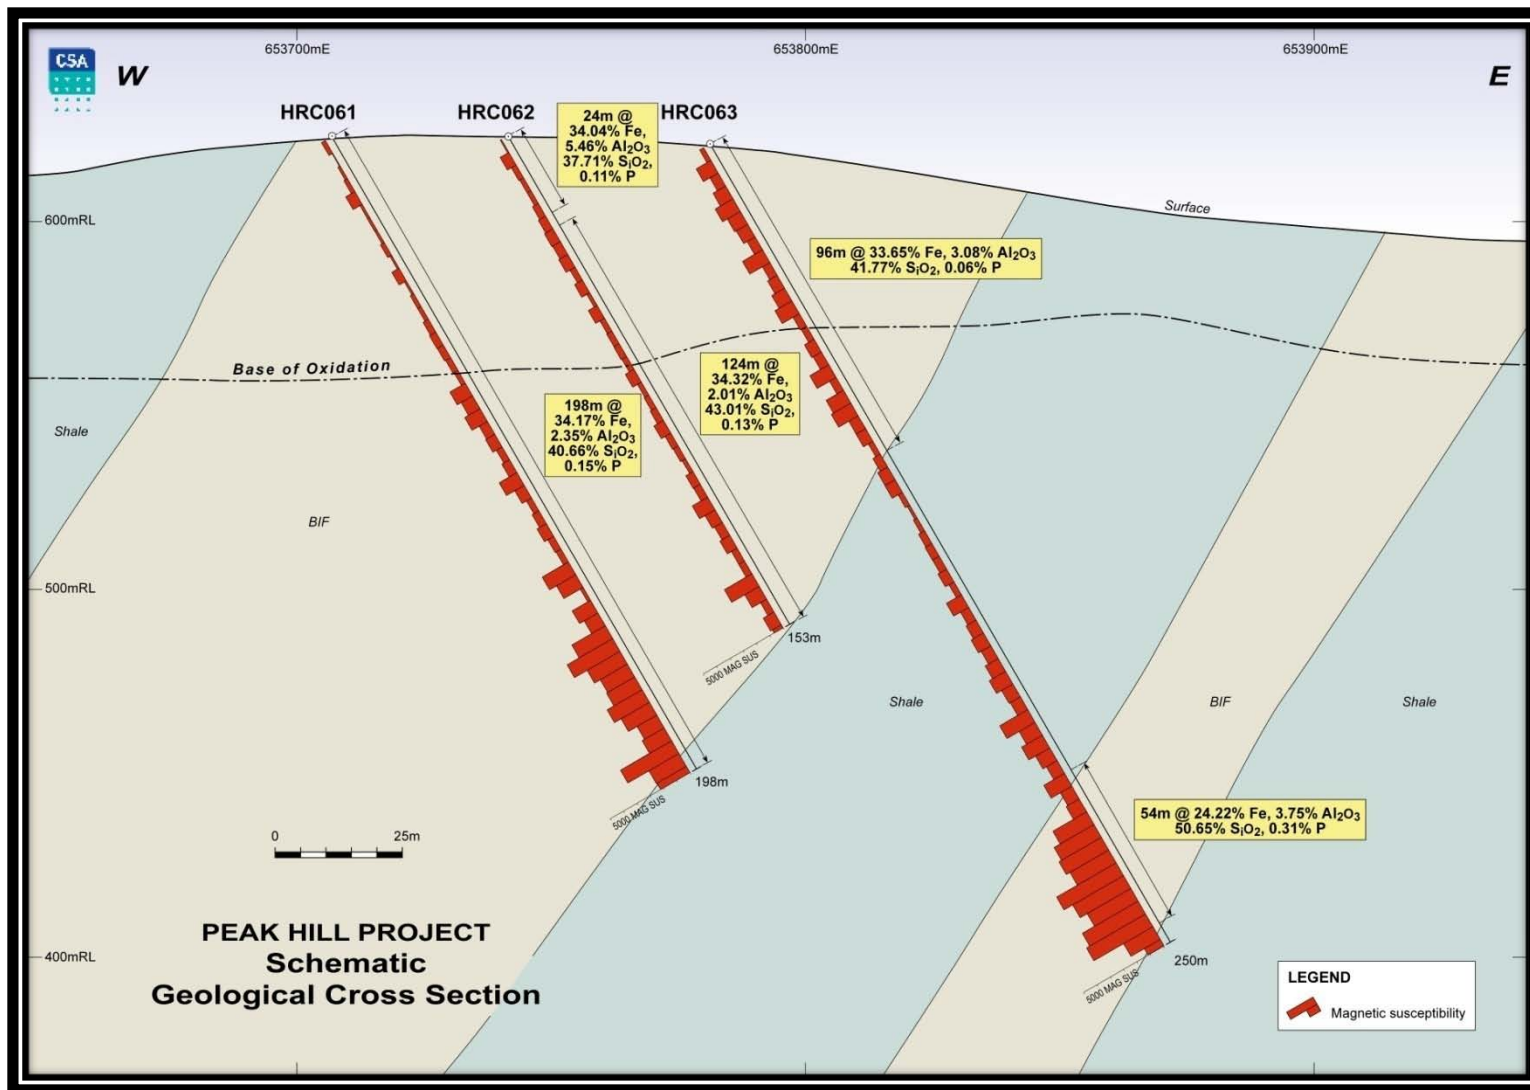 653700mE
653800mE
653900mE
CSA
W
E
HRC061
HRC062
HRC063
24m @
34.04% Fe,
5.46% Al₂O₃
37.71% SᵢO₂,
0.11% P
Surface
600mRL
96m @ 33.65% Fe, 3.08% Al₂O₃
41.77% SᵢO₂, 0.06% P
Base of Oxidation
124m @
34.32% Fe,
2.01% Al₂O₃
43.01% SᵢO₂,
0.13% P
198m @
34.17% Fe,
2.35% Al₂O₃
40.66% SᵢO₂,
0.15% P
Shale
BIF
500mRL
153m
5000 MAG SUS
Shale
BIF
Shale
198m
5000 MAG SUS
54m @ 24.22% Fe, 3.75% Al₂O₃
50.65% SᵢO₂, 0.31% P
0 25m
PEAK HILL PROJECT
Schematic
Geological Cross Section
400mRL
250m
5000 MAG SUS
LEGEND
Magnetic susceptibility